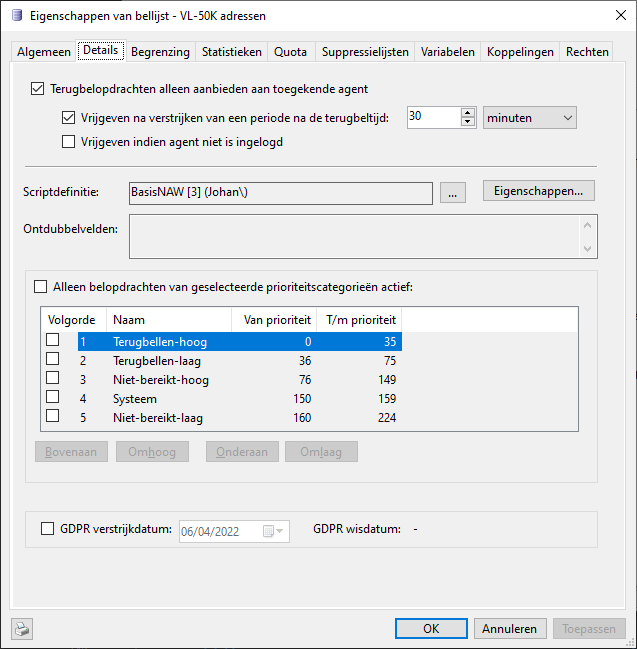 Eigenschappen van bellijst - VL-50K adressen
Algemeen Details Begrenzing Statistieken Quota Suppressielijsten Variabelen Koppelingen Rechten
Terugbelopdrachten alleen aanbieden aan toegekende agent
Vrijgeven na verstrijken van een periode na de terugbeltijd: 30 minuten
Vrijgeven indien agent niet is ingelogd
Scriptdefinitie: BasisNAW [3] (Johan\) ... Eigenschappen...
Ontdubbelvelden:
Alleen belopdrachten van geselecteerde prioriteitscategorieën actief:
Volgorde Naam Van prioriteit T/m prioriteit
1 Terugbellen-hoog 0 35
2 Terugbellen-laag 36 75
3 Niet-bereikt-hoog 76 149
4 Systeem 150 159
5 Niet-bereikt-laag 160 224
Bovenaan Omhoog Onderaan Omlaag
GDPR verstrijkdatum: 06/04/2022 GDPR wisdatum: -
OK Annuleren Toepassen